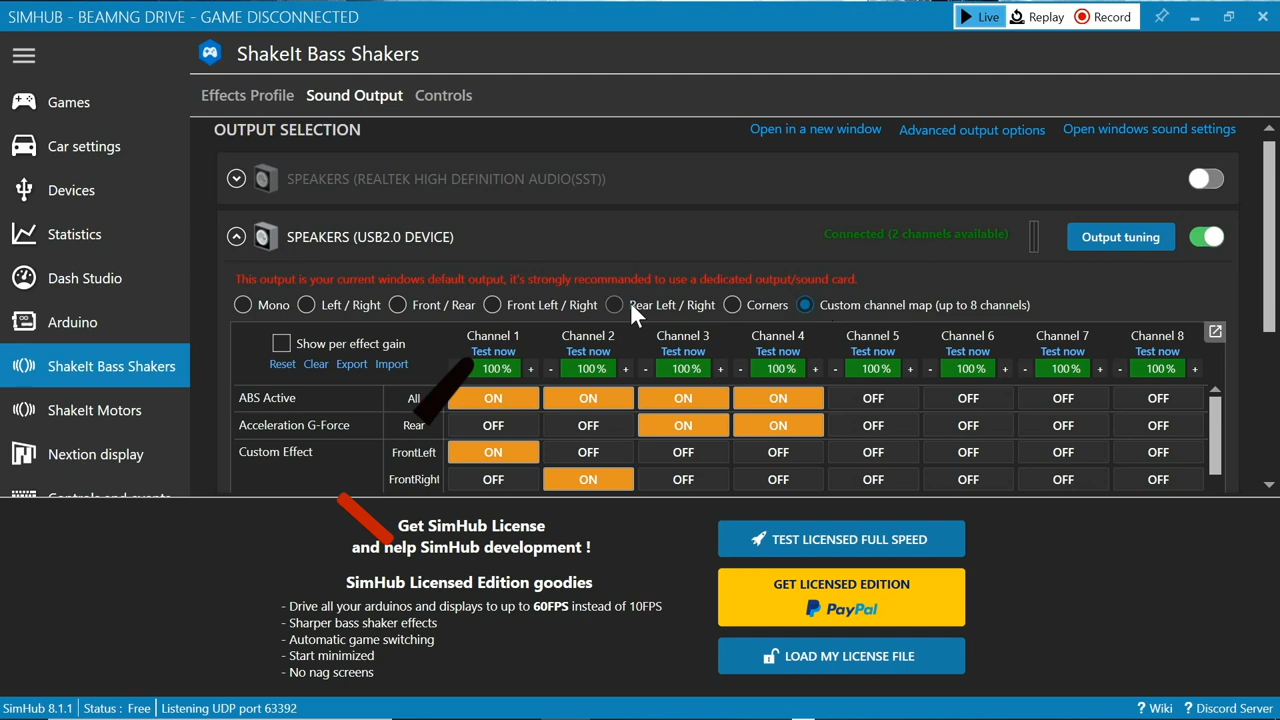 SIMHUB - BEAMNG DRIVE - GAME DISCONNECTED
Live Replay Record
ShakeIt Bass Shakers
Games
Car settings
Devices
Statistics
Dash Studio
Arduino
ShakeIt Bass Shakers
ShakeIt Motors
Nextion display
Controls and events
Effects Profile Sound Output Controls
OUTPUT SELECTION Open in a new window Advanced output options Open windows sound settings
SPEAKERS (REALTEK HIGH DEFINITION AUDIO(SST))
SPEAKERS (USB2.0 DEVICE) Connected (2 channels available) Output tuning
This output is your current windows default output, it's strongly recommanded to use a dedicated output/sound card.
Mono Left / Right Front / Rear Front Left / Right Rear Left / Right Corners Custom channel map (up to 8 channels)
Show per effect gain
Reset Clear Export Import
Channel 1 Channel 2 Channel 3 Channel 4 Channel 5 Channel 6 Channel 7 Channel 8
Test now Test now Test now Test now Test now Test now Test now Test now
100 % + - 100 % + - 100 % + - 100 % + - 100 % + - 100 % + - 100 % + - 100 % +
ABS Active All ON ON ON ON OFF OFF OFF OFF
Acceleration G-Force Rear OFF OFF ON ON OFF OFF OFF OFF
Custom Effect FrontLeft ON OFF OFF OFF OFF OFF OFF OFF
FrontRight OFF ON OFF OFF OFF OFF OFF OFF
Get SimHub License
and help SimHub development !
SimHub Licensed Edition goodies
- Drive all your arduinos and displays to up to 60FPS instead of 10FPS
- Sharper bass shaker effects
- Automatic game switching
- Start minimized
- No nag screens
TEST LICENSED FULL SPEED
GET LICENSED EDITION
PayPal
LOAD MY LICENSE FILE
SimHub 8.1.1 Status : Free Listening UDP port 63392 ? Wiki ? Discord Server